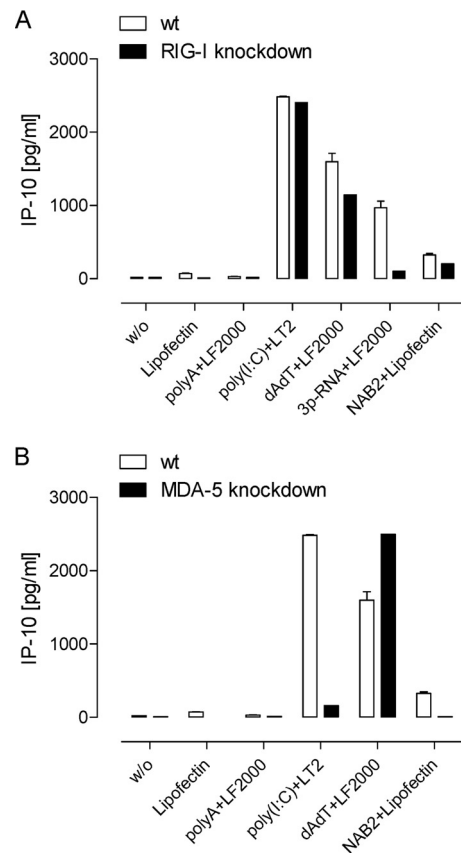 A
wt
RIG-I knockdown
3000
2000
1000
0
IP-10 [pg/ml]
w/o
Lipofectin
polyA+LF2000
poly(I:C)+LT2
dAdT+LF2000
3p-RNA+LF2000
NAB2+Lipofectin
B
wt
MDA-5 knockdown
3000
2000
1000
0
IP-10 [pg/ml]
w/o
Lipofectin
polyA+LF2000
poly(I:C)+LT2
dAdT+LF2000
NAB2+Lipofectin